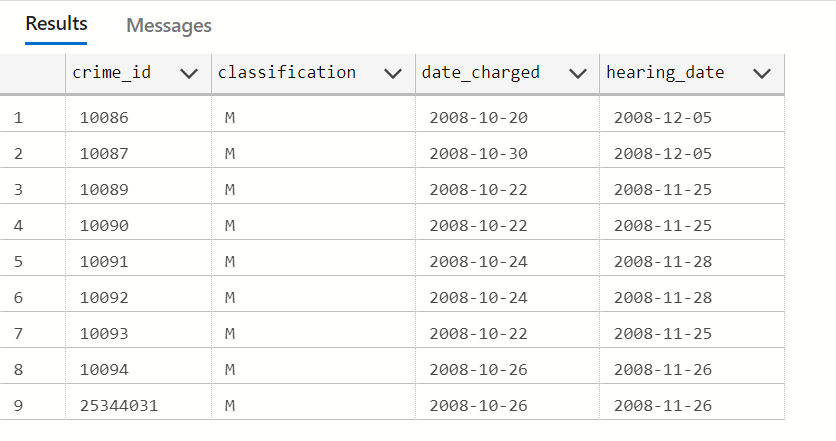 Results Messages
crime_id classification date_charged hearing_date
1 10086 M 2008-10-20 2008-12-05
2 10087 M 2008-10-30 2008-12-05
3 10089 M 2008-10-22 2008-11-25
4 10090 M 2008-10-22 2008-11-25
5 10091 M 2008-10-24 2008-11-28
6 10092 M 2008-10-24 2008-11-28
7 10093 M 2008-10-22 2008-11-25
8 10094 M 2008-10-26 2008-11-26
9 25344031 M 2008-10-26 2008-11-26